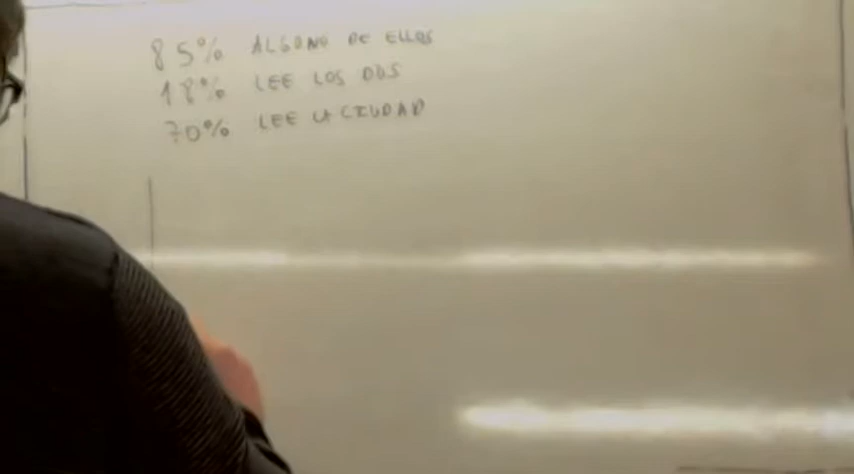 85% ALGUNO DE ELLOS
18% LEE LOS DOS
70% LEE LA CIUDAD